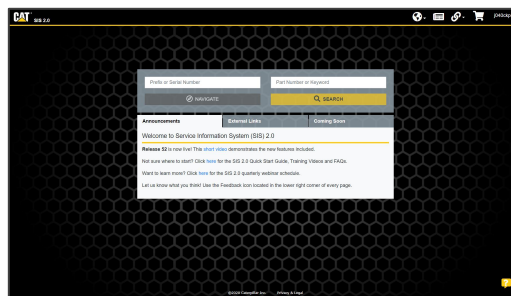 CAT SIS 2.0
j040ckp
Prefix or Serial Number
Part Number or Keyword
NAVIGATE
SEARCH
Announcements
External Links
Coming Soon
Welcome to Service Information System (SIS) 2.0
Release 52 is now live! This short video demonstrates the new features included.
Not sure where to start? Click here for the SIS 2.0 Quick Start Guide, Training Videos and FAQs.
Want to learn more? Click here for the SIS 2.0 quarterly webinar schedule.
Let us know what you think! Use the Feedback icon located in the lower right corner of every page.
©2020 Caterpillar Inc. Privacy & Legal